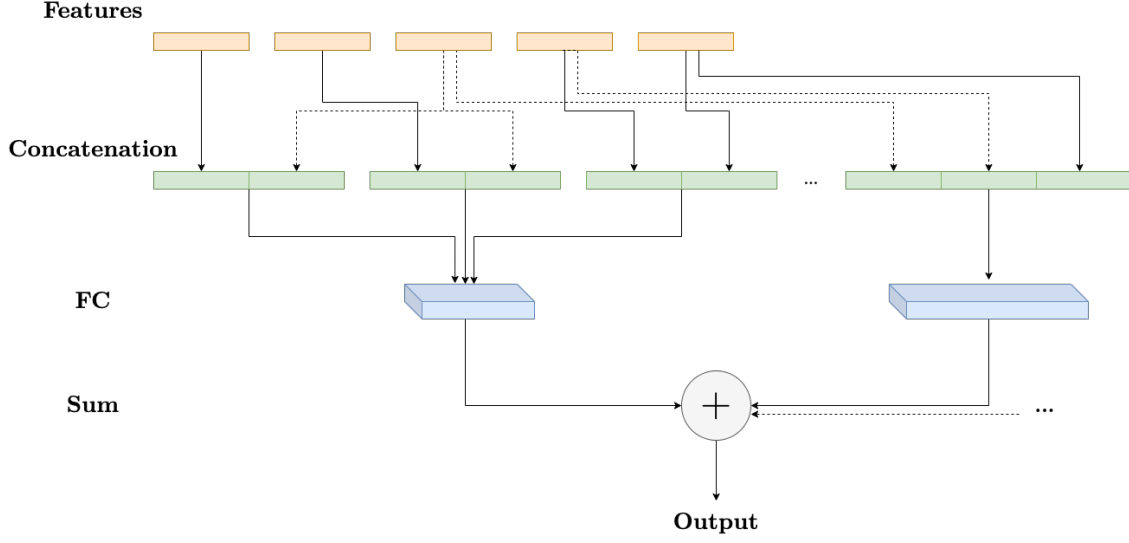 Features
Concatenation
...
FC
Sum
...
Output